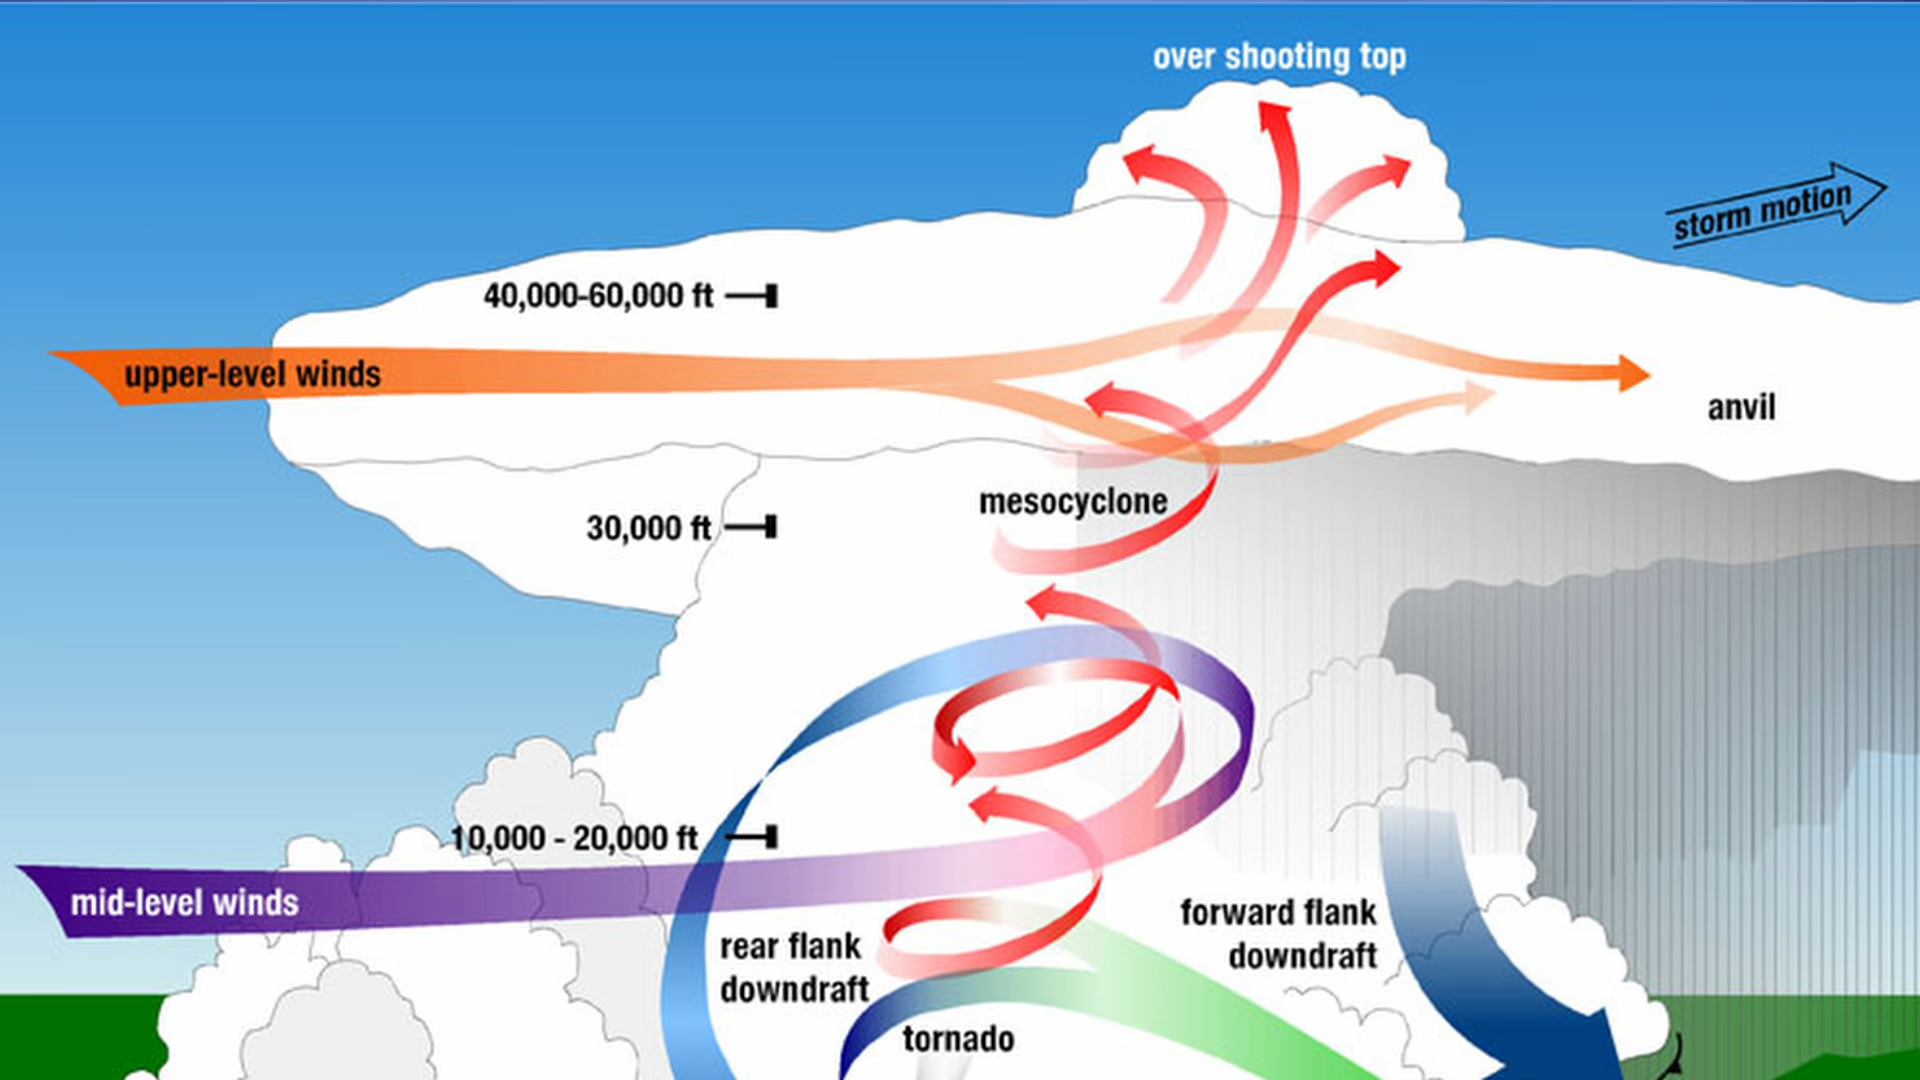 over shooting top
storm motion
40,000-60,000 ft
upper-level winds
anvil
mesocyclone
30,000 ft
10,000 - 20,000 ft
mid-level winds
forward flank
downdraft
rear flank
downdraft
tornado